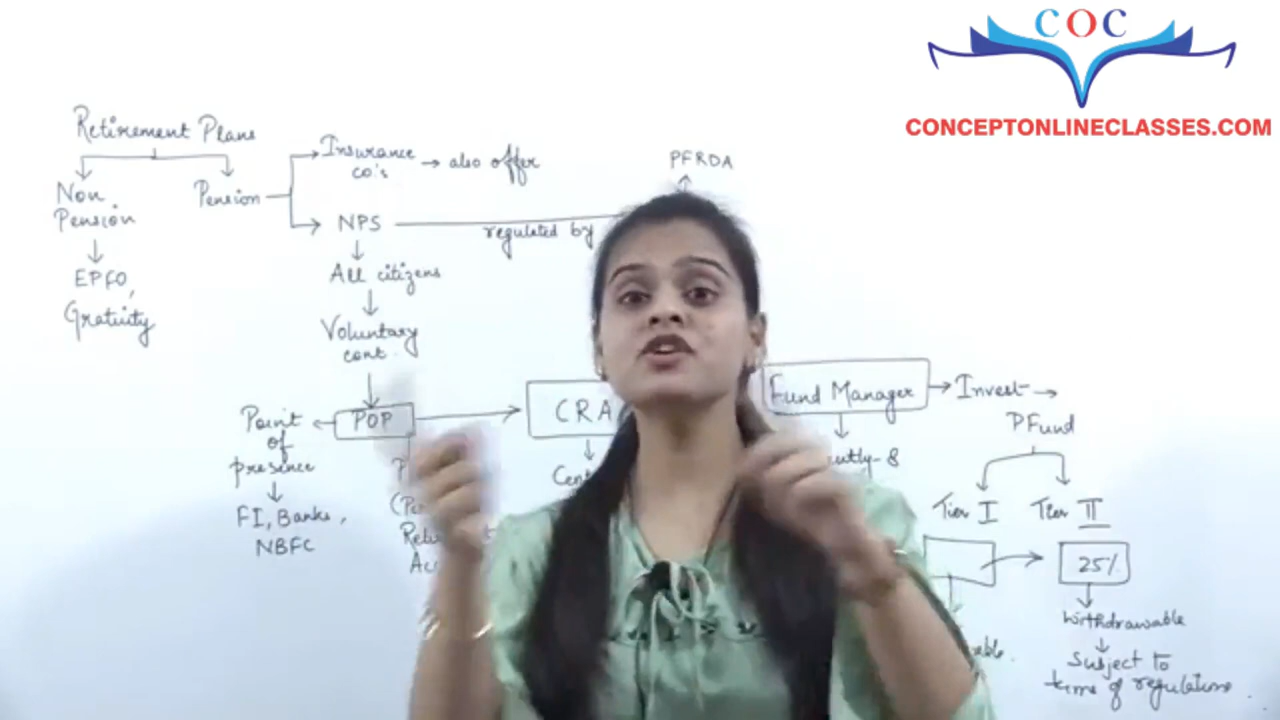 COC
CONCEPTONLINECLASSES.COM
Retirement Plans
Non
Pension
EPFO,
Gratuity
Pension
Insurance
co's
also offer
NPS
regulated by
PFRDA
All citizens
Voluntary
cont.
POP
Point
of
presence
FI, Banks,
NBFC
CRA
Fund Manager
Invest
PFund
Tier I
Tier II
25%
Withdrawable
Subject to
terms of regulations.